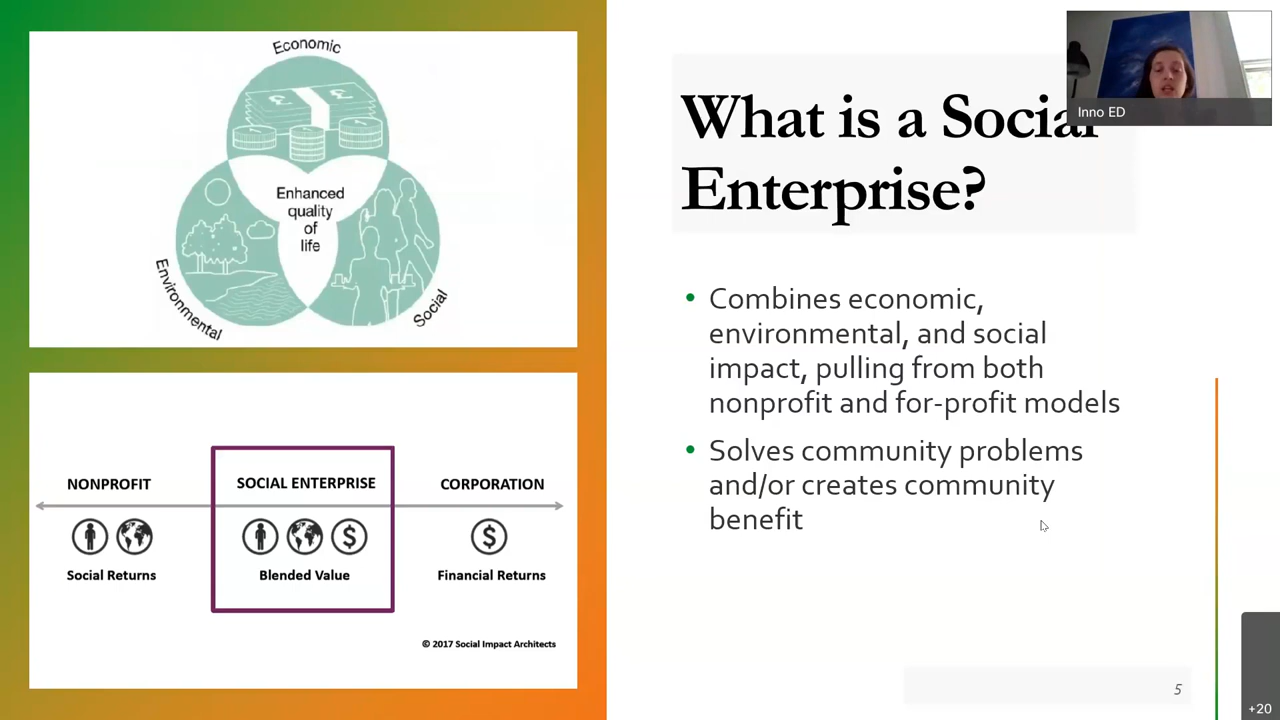 Economic
Enhanced
quality
of
life
Environmental
Social
NONPROFIT
SOCIAL ENTERPRISE
CORPORATION
Social Returns
Blended Value
Financial Returns
© 2017 Social Impact Architects
What is a Social
Enterprise?
• Combines economic,
environmental, and social
impact, pulling from both
nonprofit and for-profit models
• Solves community problems
and/or creates community
benefit
Inno ED
5
+20